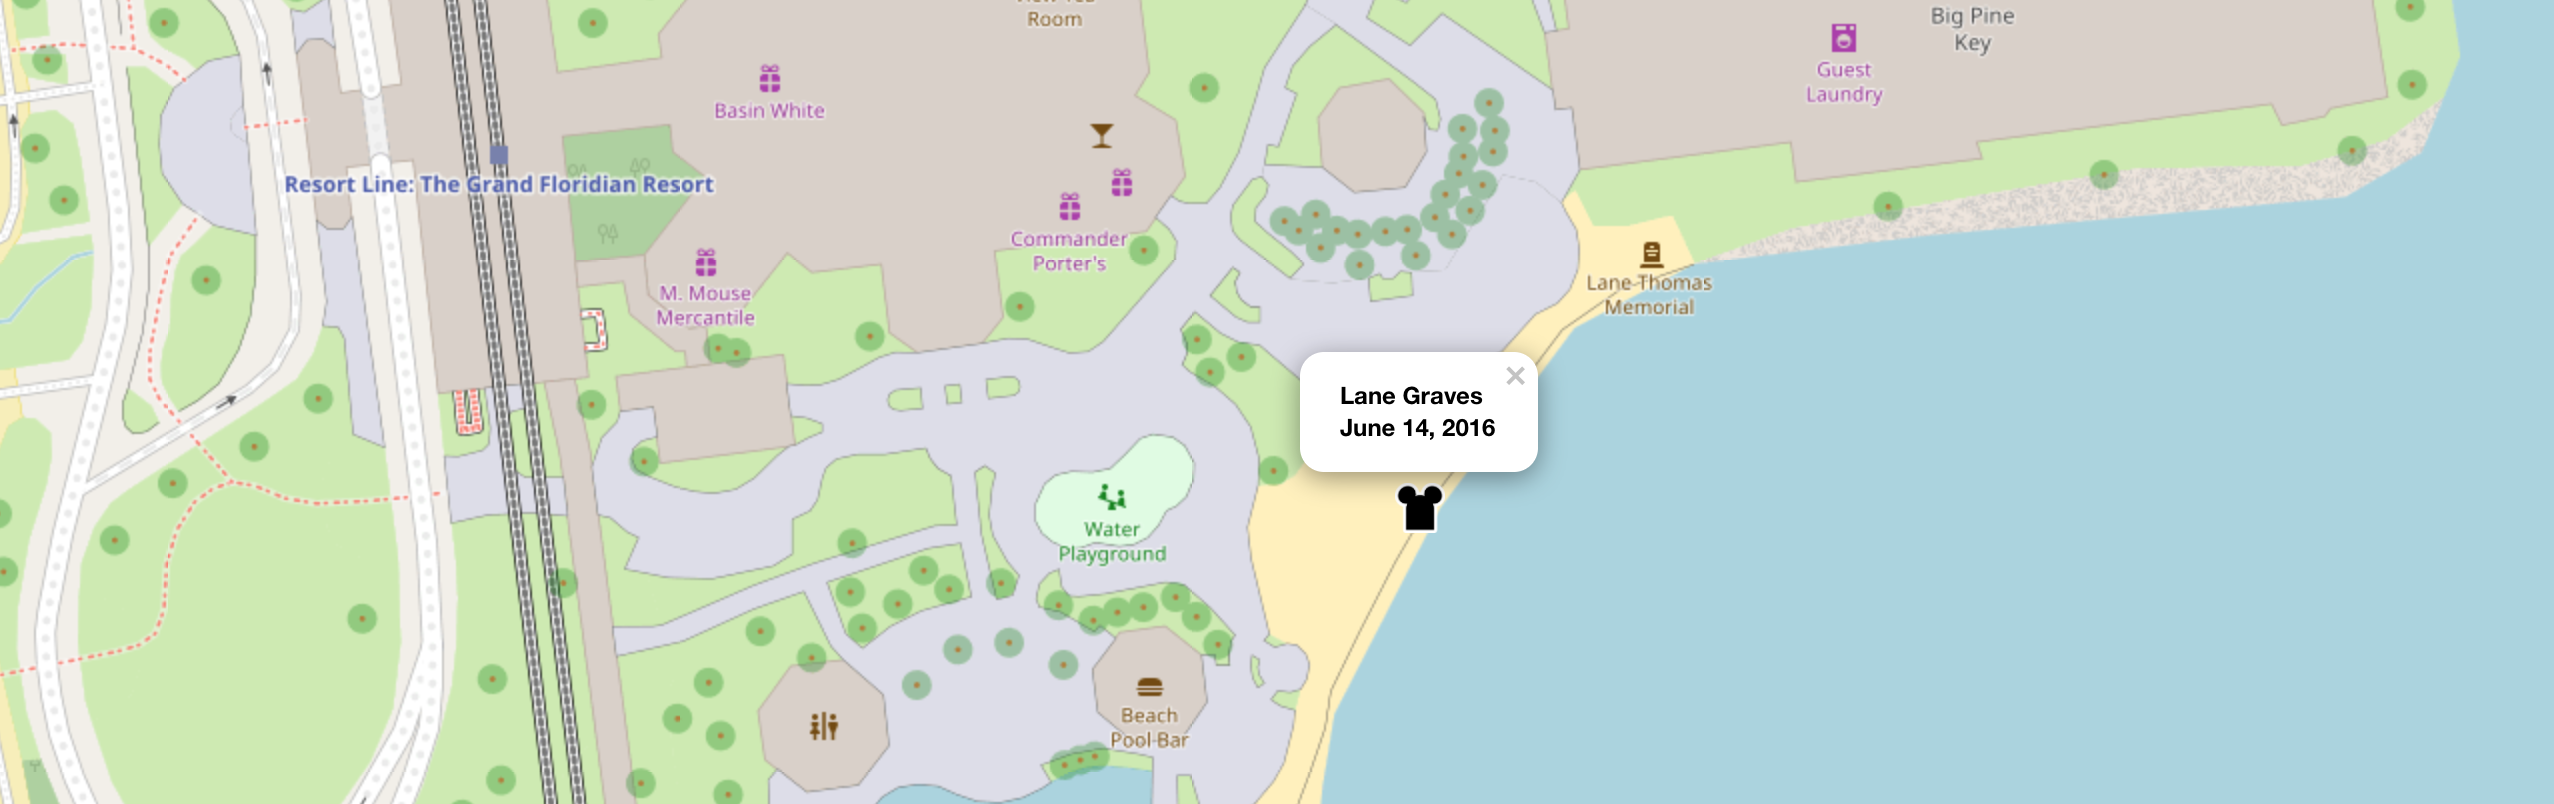 Room
Big Pine
Key
Guest
Laundry
Basin White
Resort Line: The Grand Floridian Resort
Commander
Porter's
M. Mouse
Mercantile
Lane Thomas
Memorial
×
Lane Graves
June 14, 2016
Water
Playground
Beach
Pool Bar